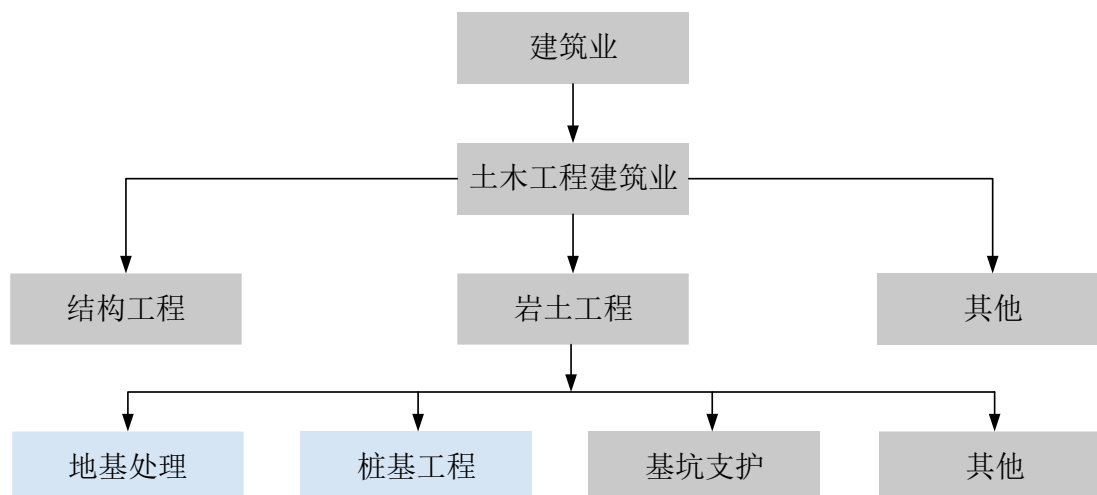 建筑业
土木工程建筑业
结构工程
岩土工程
其他
地基处理
桩基工程
基坑支护
其他